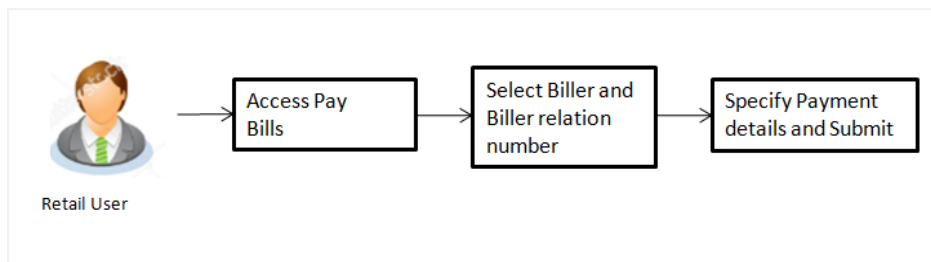 Access Pay
Bills
Select Biller and
Biller relation
number
Specify Payment
details and Submit
Retail User